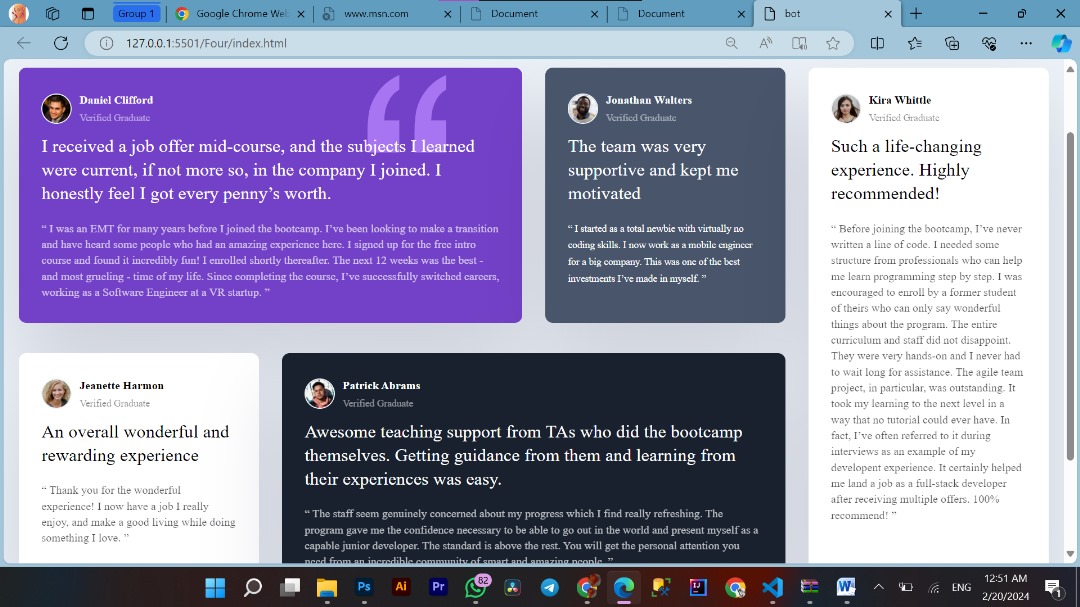 Group 1
Google Chrome Web
www.msn.com
Document
Document
bot
127.0.0.1:5501/Four/index.html
Daniel Clifford
Verified Graduate
I received a job offer mid-course, and the subjects I learned
were current, if not more so, in the company I joined. I
honestly feel I got every penny’s worth.
“ I was an EMT for many years before I joined the bootcamp. I’ve been looking to make a transition
and have heard some people who had an amazing experience here. I signed up for the free intro
course and found it incredibly fun! I enrolled shortly thereafter. The next 12 weeks was the best -
and most grueling - time of my life. Since completing the course, I’ve successfully switched careers,
working as a Software Engineer at a VR startup. ”
Jonathan Walters
Verified Graduate
The team was very
supportive and kept me
motivated
“ I started as a total newbie with virtually no
coding skills. I now work as a mobile engineer
for a big company. This was one of the best
investments I’ve made in myself. ”
Kira Whittle
Verified Graduate
Such a life-changing
experience. Highly
recommended!
“ Before joining the bootcamp, I’ve never
written a line of code. I needed some
structure from professionals who can help
me learn programming step by step. I was
encouraged to enroll by a former student
of theirs who can only say wonderful
things about the program. The entire
curriculum and staff did not disappoint.
They were very hands-on and I never had
to wait long for assistance. The agile team
project, in particular, was outstanding. It
took my learning to the next level in a
way that no tutorial could ever have. In
fact, I’ve often referred to it during
interviews as an example of my
developent experience. It certainly helped
me land a job as a full-stack developer
after receiving multiple offers. 100%
recommend! ”
Jeanette Harmon
Verified Graduate
An overall wonderful and
rewarding experience
“ Thank you for the wonderful
experience! I now have a job I really
enjoy, and make a good living while doing
something I love. ”
Patrick Abrams
Verified Graduate
Awesome teaching support from TAs who did the bootcamp
themselves. Getting guidance from them and learning from
their experiences was easy.
“ The staff seem genuinely concerned about my progress which I find really refreshing. The
program gave me the confidence necessary to be able to go out in the world and present myself as a
capable junior developer. The standard is above the rest. You will get the personal attention you
need from an incredible community of smart and amazing people. ”
Ps
Ai
Pr
82
IJ
W
ENG
12:51 AM
2/20/2024
1